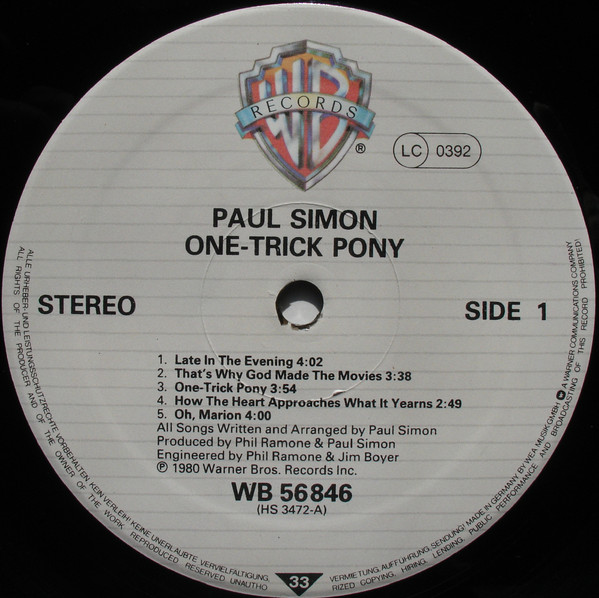 WB
RECORDS
®
LC 0392
PAUL SIMON
ONE-TRICK PONY
STEREO
SIDE 1
1. Late In The Evening 4:02
2. That's Why God Made The Movies 3:38
3. One-Trick Pony 3:54
4. How The Heart Approaches What It Yearns 2:49
5. Oh, Marion 4:00
All Songs Written and Arranged by Paul Simon
Produced by Phil Ramone & Paul Simon
Engineered by Phil Ramone & Jim Boyer
℗ 1980 Warner Bros. Records Inc.
WB 56 846
(HS 3472-A)
33
ALLE URHEBER- UND LEISTUNGSSCHUTZRECHTE VORBEHALTEN. KEIN VERLEIH! KEINE UNERLAUBTE VERVIELFÄLTIGUNG,
VERMIETUNG, AUFFÜHRUNG, SENDUNG! MADE IN GERMANY BY WEA MUSIK GMBH A WARNER COMMUNICATIONS COMPANY
ALL RIGHTS OF THE PRODUCER AND OF THE OWNER OF THE WORK REPRODUCED RESERVED. UNAUTHO-
RIZED COPYING, HIRING, LENDING, PUBLIC PERFORMANCE AND BROADCASTING OF THIS RECORD PROHIBITED!